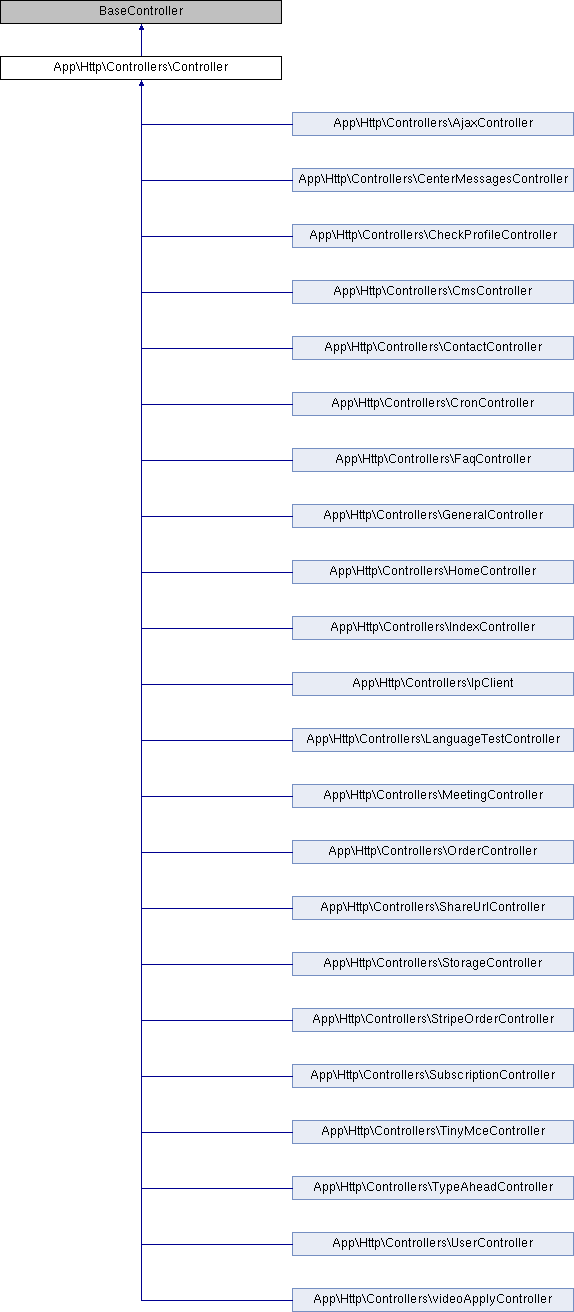 BaseController
App\Http\Controllers\Controller
App\Http\Controllers\AjaxController
App\Http\Controllers\CenterMessagesController
App\Http\Controllers\CheckProfileController
App\Http\Controllers\CmsController
App\Http\Controllers\ContactController
App\Http\Controllers\CronController
App\Http\Controllers\FaqController
App\Http\Controllers\GeneralController
App\Http\Controllers\HomeController
App\Http\Controllers\IndexController
App\Http\Controllers\IpClient
App\Http\Controllers\LanguageTestController
App\Http\Controllers\MeetingController
App\Http\Controllers\OrderController
App\Http\Controllers\ShareUrlController
App\Http\Controllers\StorageController
App\Http\Controllers\StripeOrderController
App\Http\Controllers\SubscriptionController
App\Http\Controllers\TinyMceController
App\Http\Controllers\TypeAheadController
App\Http\Controllers\UserController
App\Http\Controllers\videoApplyController